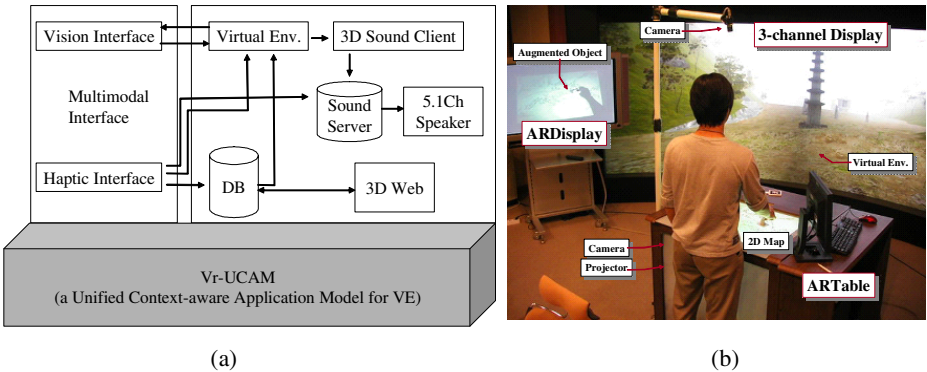 Vision Interface
Virtual Env.
3D Sound Client
Multimodal
Interface
Sound
Server
5.1Ch
Speaker
Haptic Interface
DB
3D Web
Vr-UCAM
(a Unified Context-aware Application Model for VE)
(a)
Camera
3-channel Display
Augmented Object
ARDisplay
Virtual Env.
Camera
2D Map
Projector
ARTable
(b)